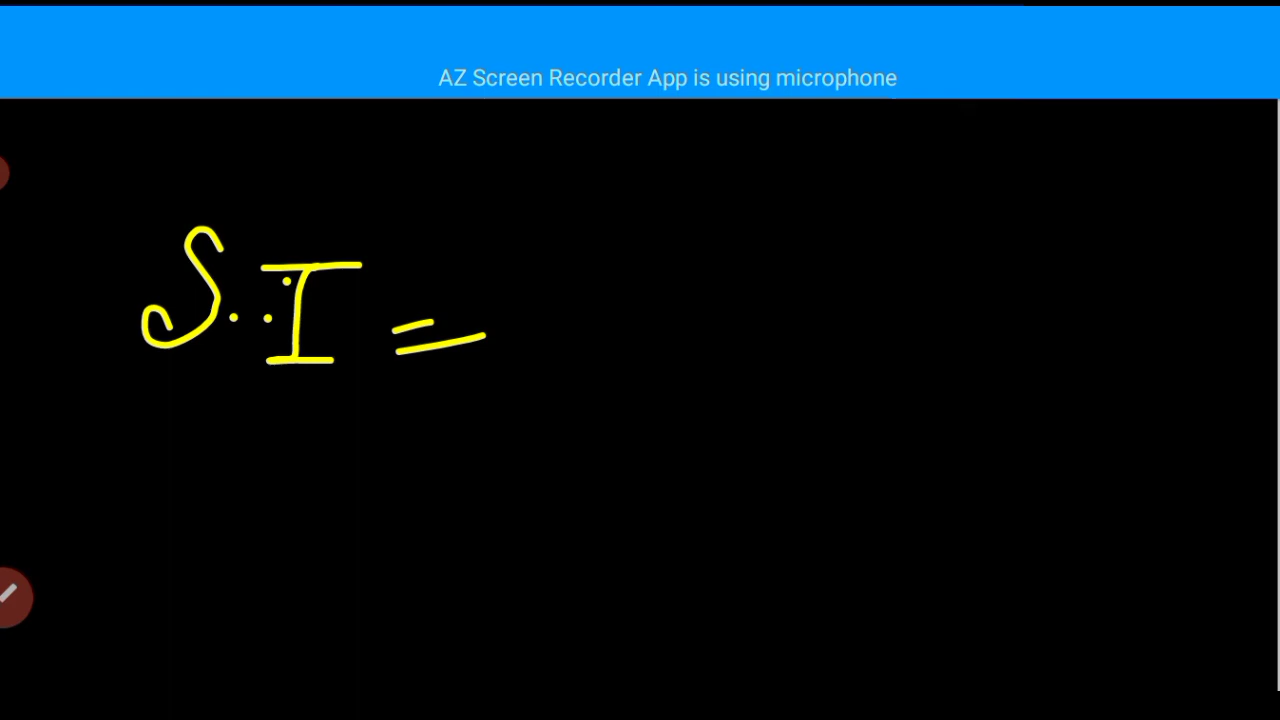 AZ Screen Recorder App is using microphone
S.I =